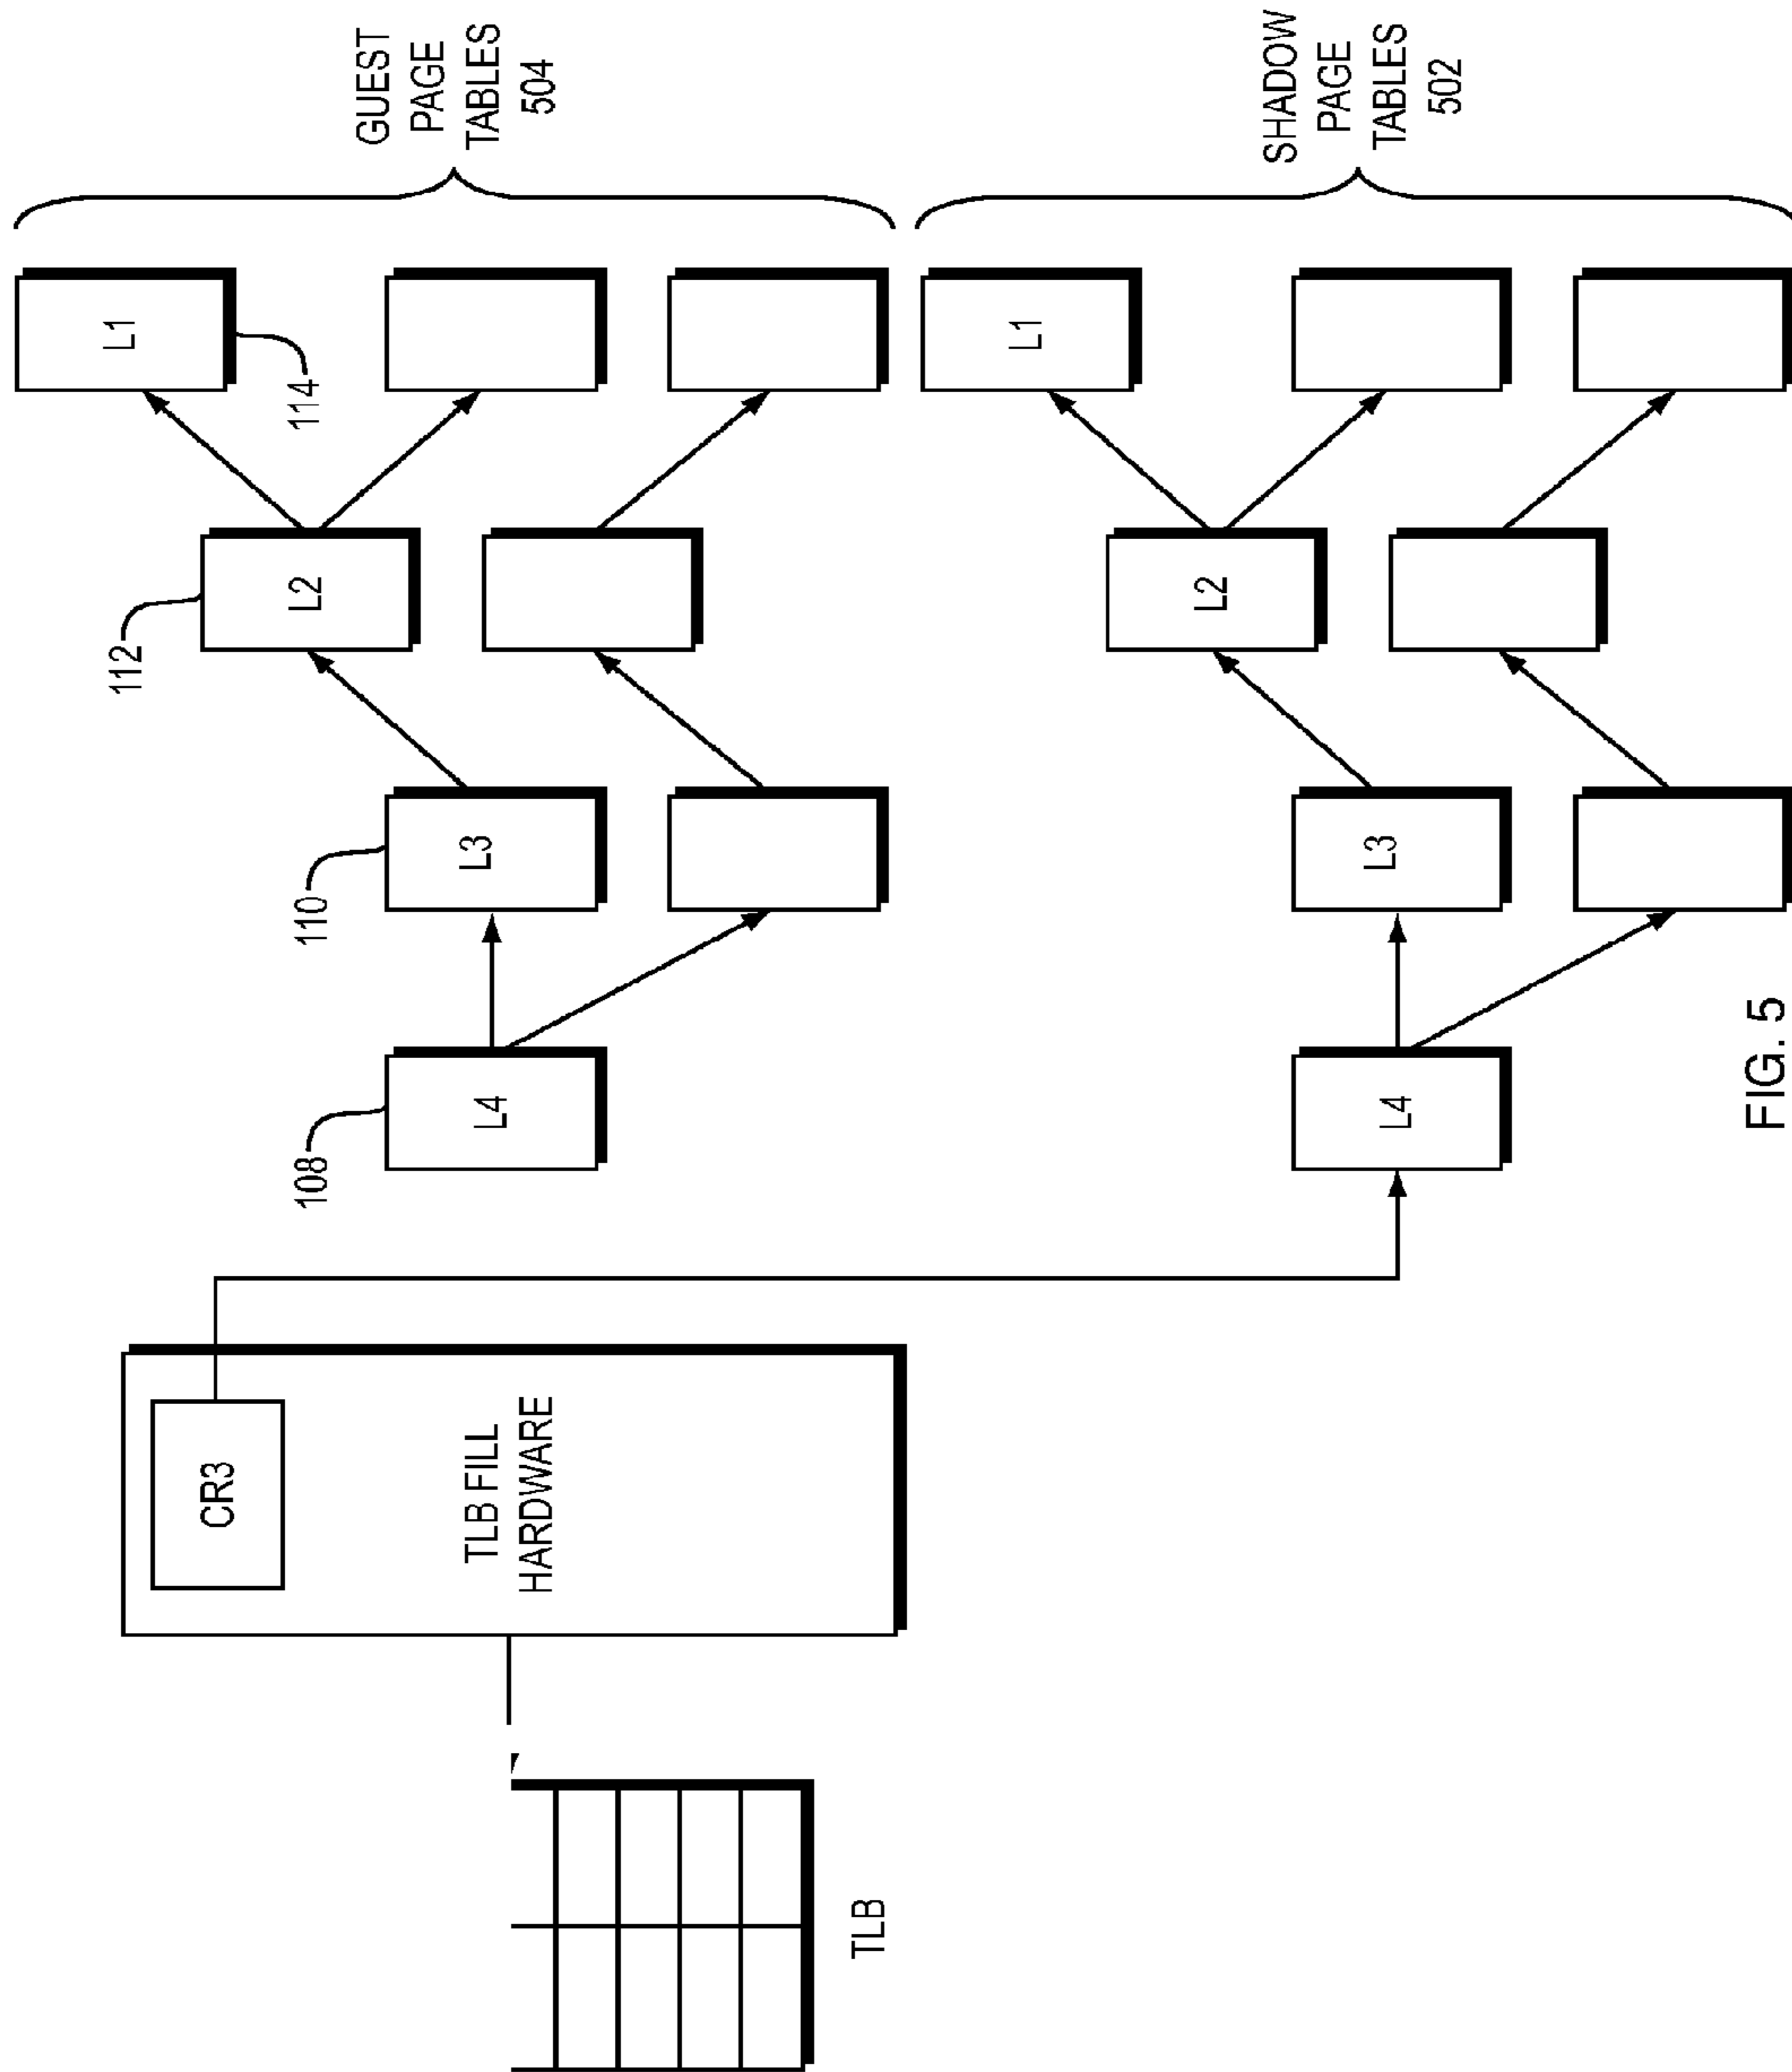 GUEST
PAGE
TABLES
504
L1
114
112
L2
110
L3
108
L4
SHADOW
PAGE
TABLES
502
L1
L2
L3
L4
CR3
TLB FILL
HARDWARE
TLB
FIG. 5